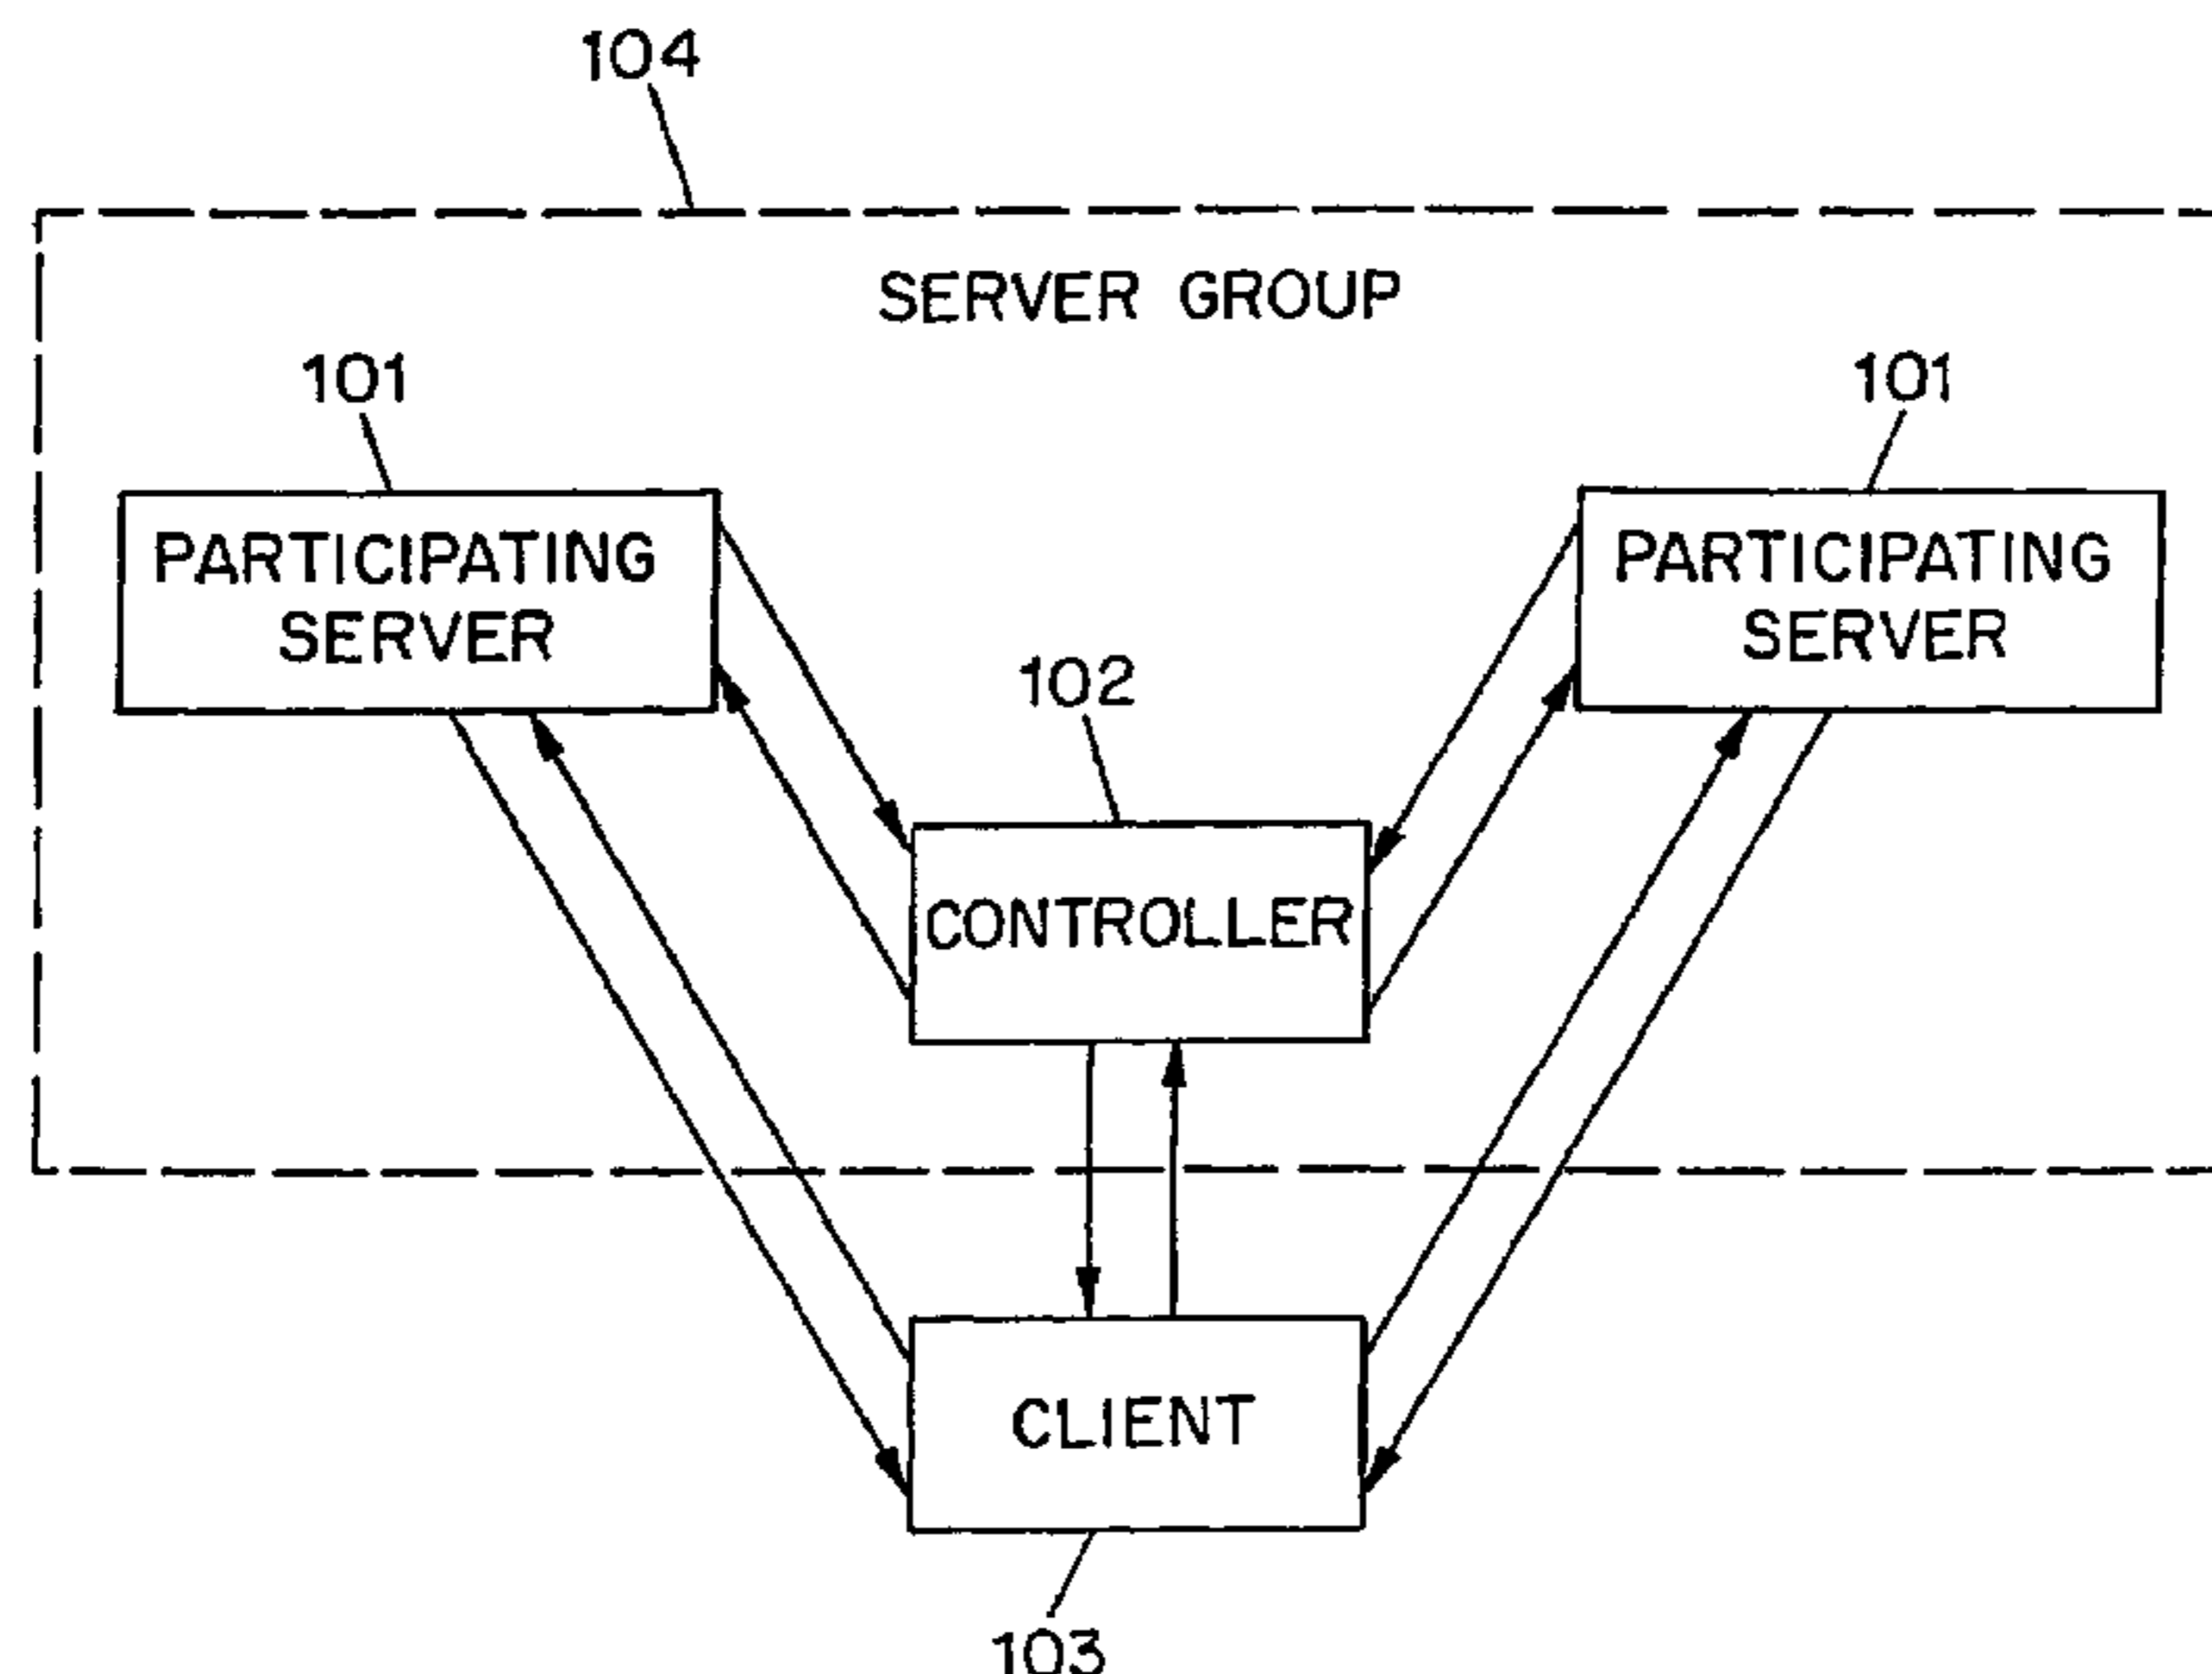 104
SERVER GROUP
101
101
PARTICIPATING
SERVER
PARTICIPATING
SERVER
102
CONTROLLER
CLIENT
103